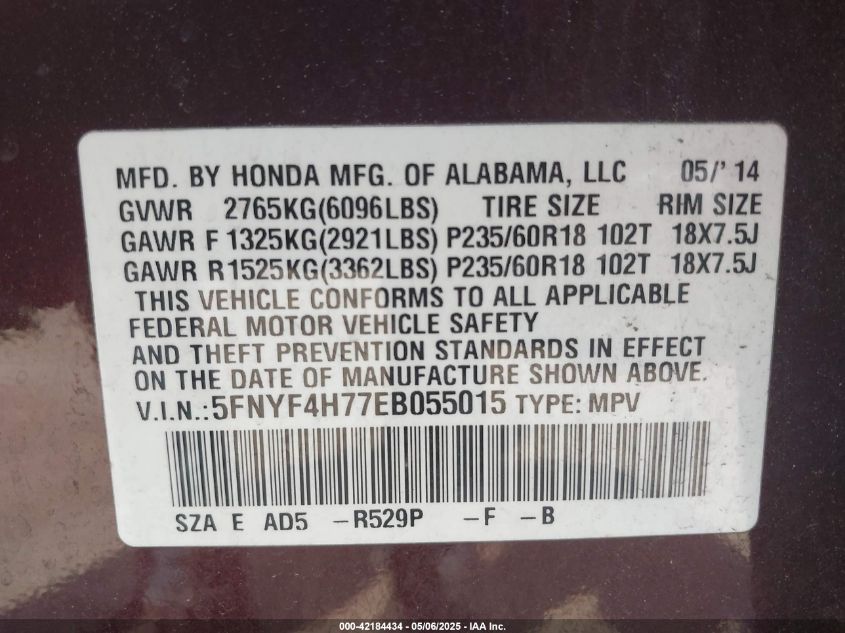 MFD. BY HONDA MFG. OF ALABAMA, LLC 05/' 14
GVWR 2765KG(6096LBS) TIRE SIZE RIM SIZE
GAWR F 1325KG(2921LBS) P235/60R18 102T 18X7.5J
GAWR R 1525KG(3362LBS) P235/60R18 102T 18X7.5J
THIS VEHICLE CONFORMS TO ALL APPLICABLE
FEDERAL MOTOR VEHICLE SAFETY
AND THEFT PREVENTION STANDARDS IN EFFECT
ON THE DATE OF MANUFACTURE SHOWN ABOVE.
V.I.N.:5FNYF4H77EB055015 TYPE: MPV
SZA E AD5 -R529P -F -B
000-42184434 - 05/06/2025 - IAA Inc.